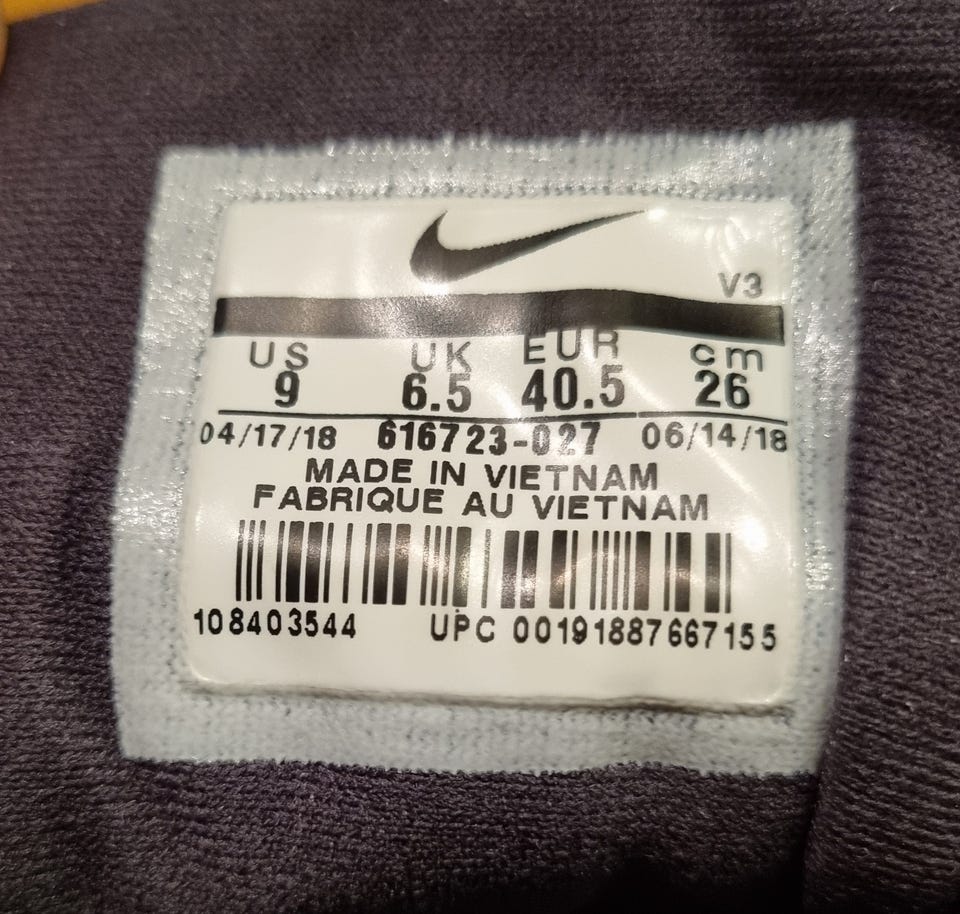 V3
US UK EUR cm
9 6.5 40.5 26
04/17/18 616723-027 06/14/18
MADE IN VIETNAM
FABRIQUE AU VIETNAM
108403544 UPC 00191887667155